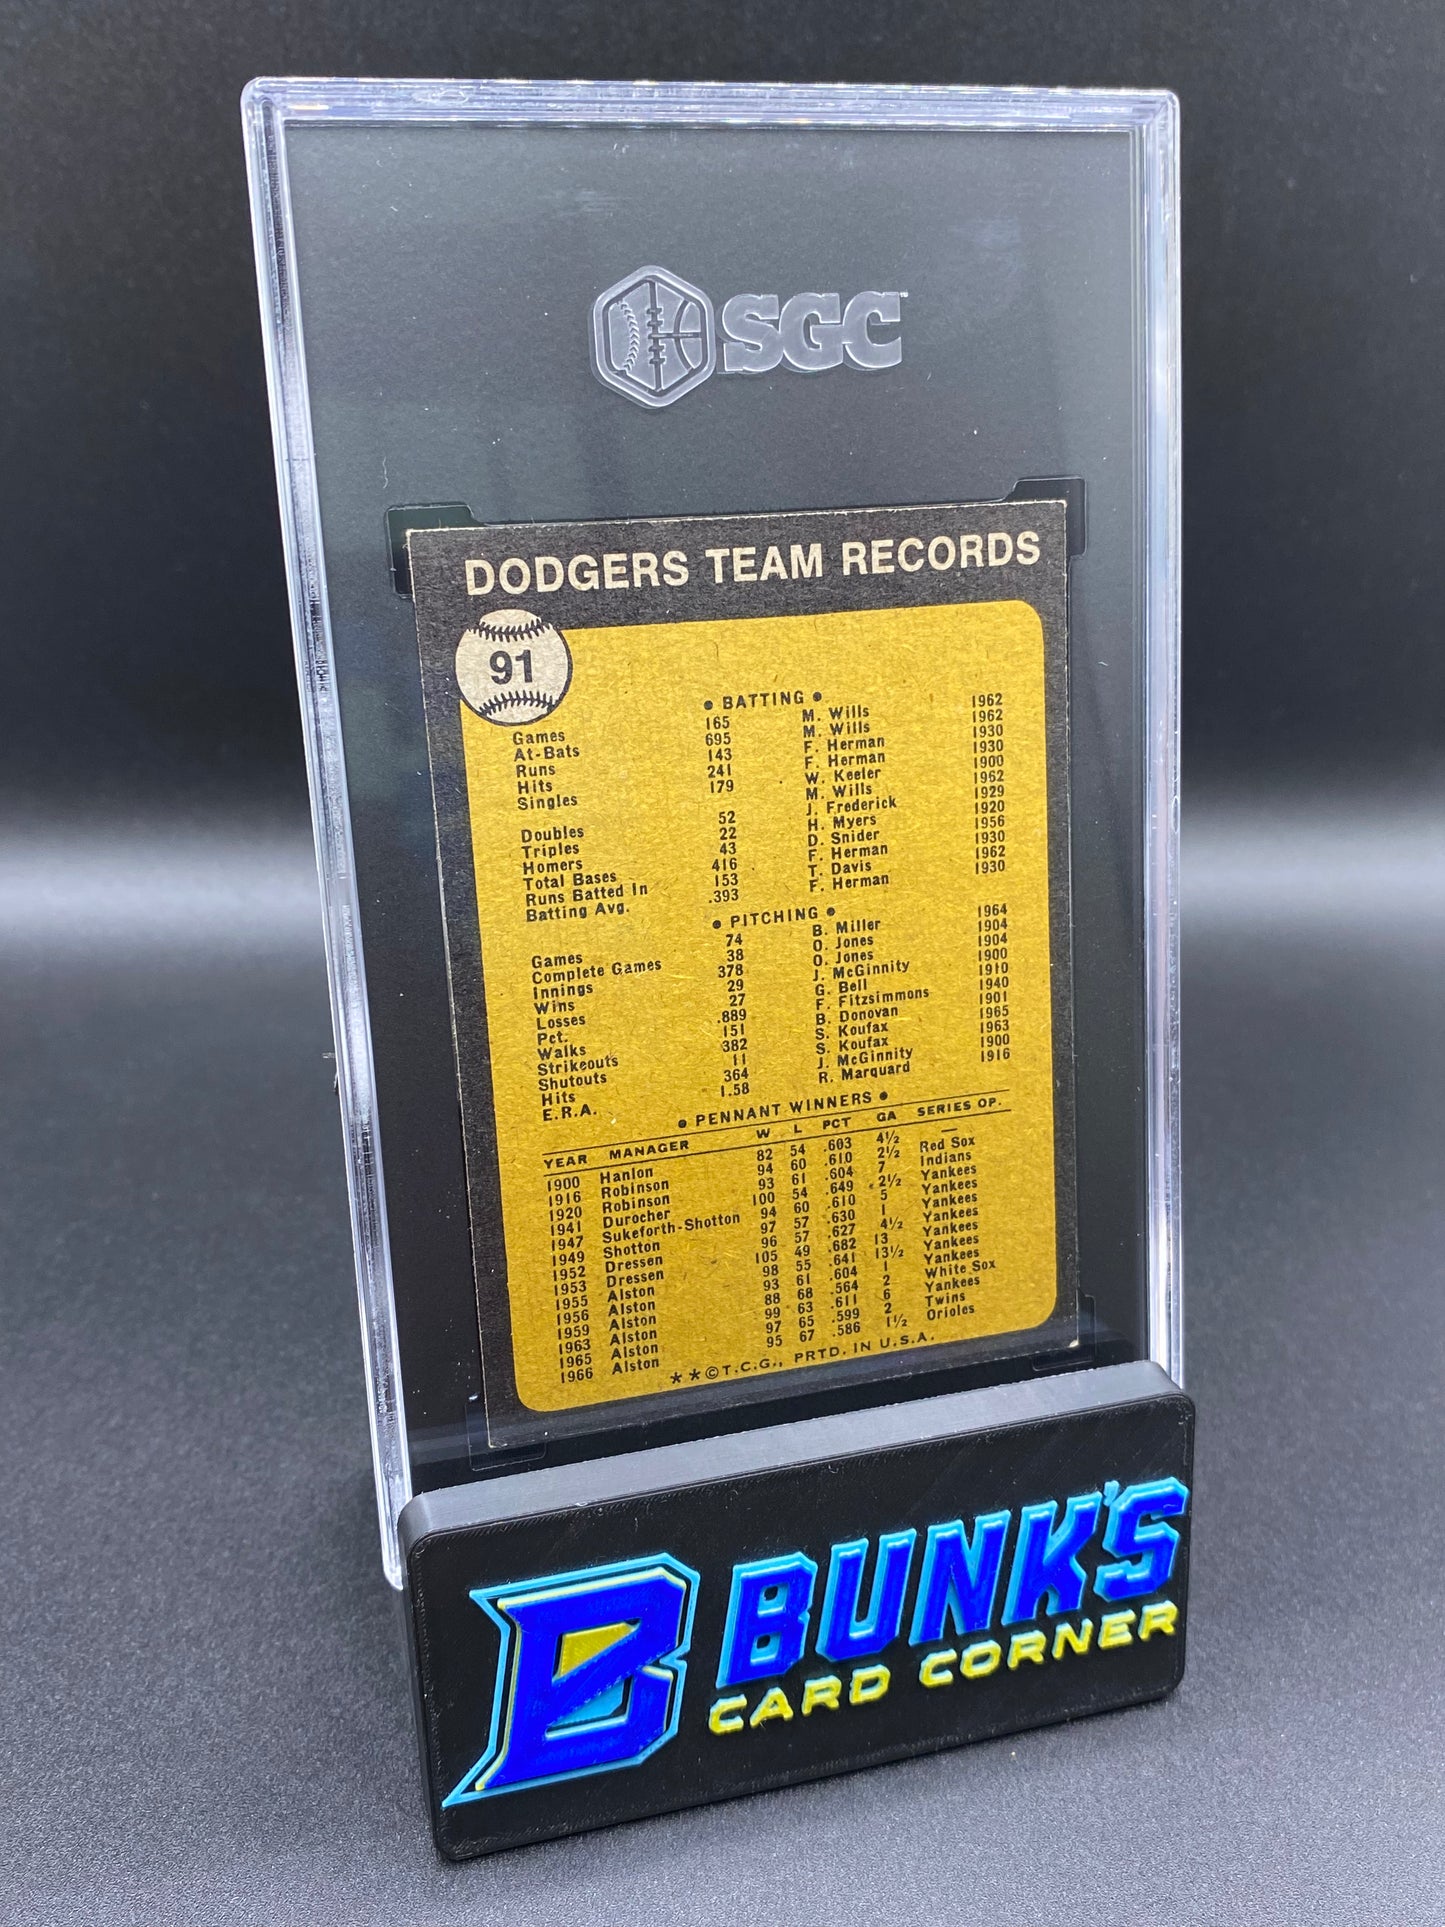 SGC
DODGERS TEAM RECORDS
91
● BATTING ●
Games 165 M. Wills 1962
At-Bats 695 M. Wills 1962
Runs 143 F. Herman 1930
Hits 241 F. Herman 1930
Singles 179 W. Keeler 1900
M. Wills 1962
Doubles 52 J. Frederick 1929
Triples 22 H. Myers 1920
Homers 43 D. Snider 1956
Total Bases 416 F. Herman 1930
Runs Batted In 153 T. Davis 1962
Batting Avg. .393 F. Herman 1930
● PITCHING ●
Games 74 B. Miller 1964
Complete Games 38 O. Jones 1904
Innings 378 O. Jones 1904
Wins 29 J. McGinnity 1900
Losses 27 G. Bell 1910
Pct. .889 F. Fitzsimmons 1940
Walks 151 B. Donovan 1901
Strikeouts 382 S. Koufax 1965
Shutouts 11 S. Koufax 1963
Hits 364 J. McGinnity 1900
E.R.A. 1.58 R. Marquard 1916
● PENNANT WINNERS ●
YEAR MANAGER W L PCT GA SERIES OP.
1900 Hanlon 82 54 .603 4½ —
1916 Robinson 94 60 .610 2½ Red Sox
1920 Robinson 93 61 .604 7 Indians
1941 Durocher 100 54 .649 2½ Yankees
1947 Sukeforth-Shotton 94 60 .610 5 Yankees
1949 Shotton 97 57 .630 1 Yankees
1952 Dressen 96 57 .627 4½ Yankees
1953 Dressen 105 49 .682 13 Yankees
1955 Alston 98 55 .641 13½ Yankees
1956 Alston 93 61 .604 1 Yankees
1959 Alston 88 68 .564 2 White Sox
1963 Alston 99 63 .611 6 Yankees
1965 Alston 97 65 .599 2 Twins
1966 Alston 95 67 .586 1½ Orioles
**©T.C.G., PRTD. IN U.S.A.
B BUNK'S
CARD CORNER